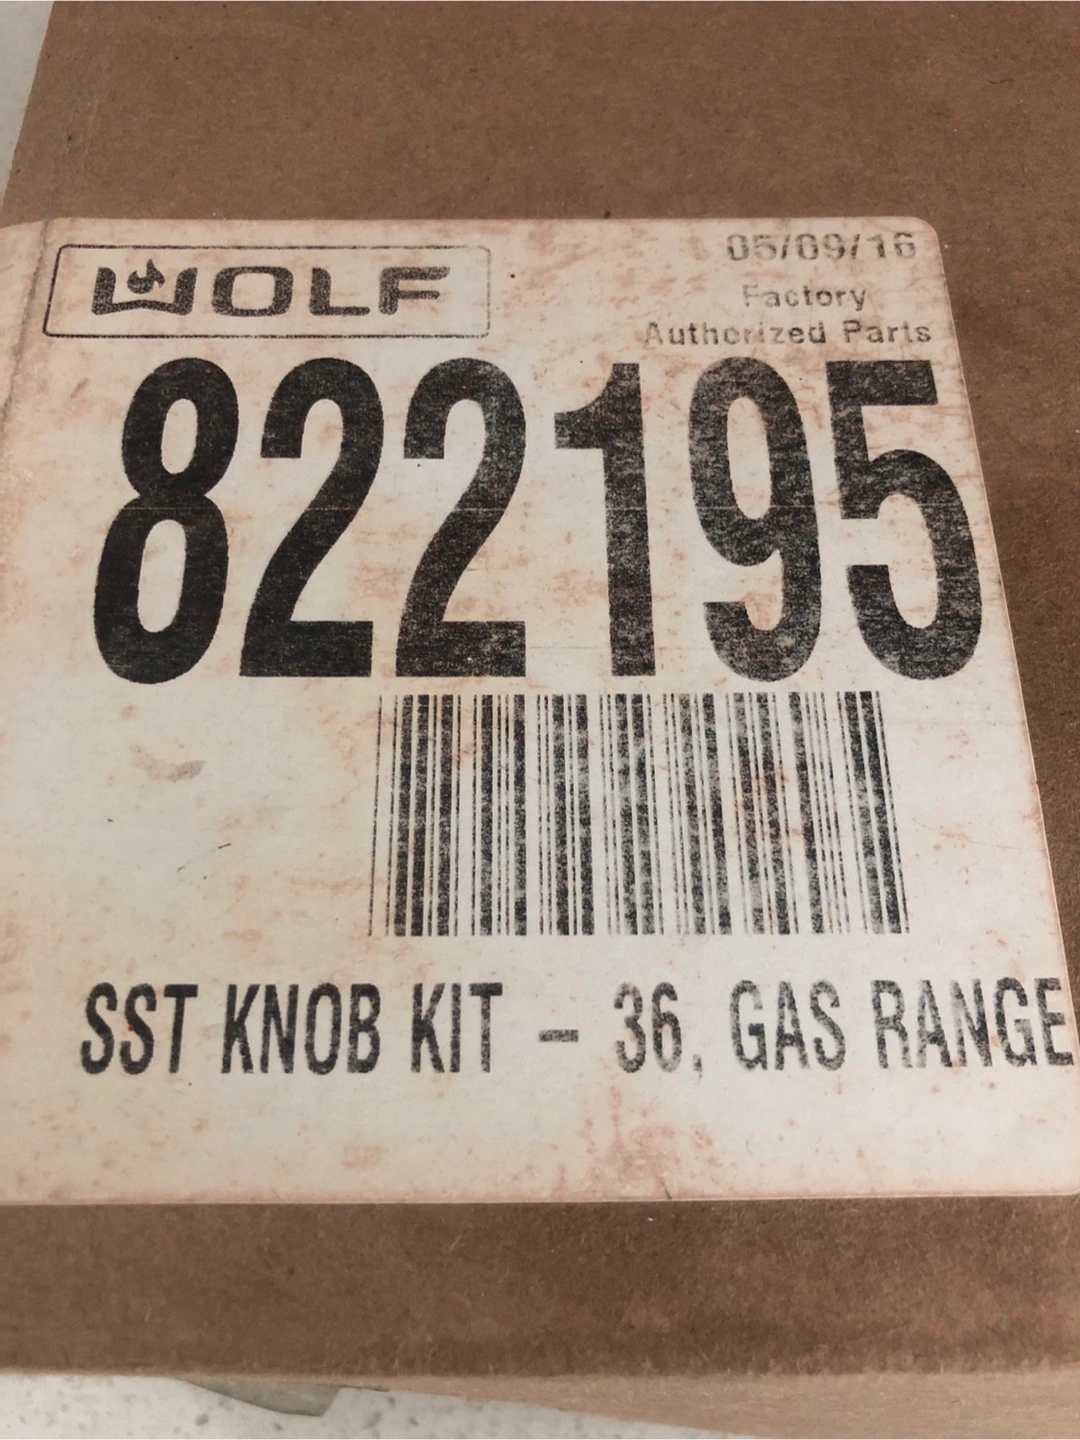 WOLF
05/09/16
Factory
Authorized Parts
822195
SST KNOB KIT - 36, GAS RANGE